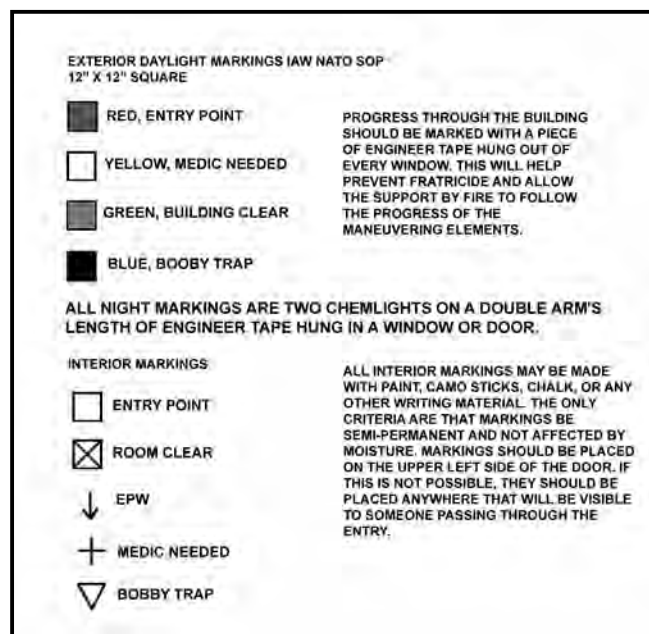 EXTERIOR DAYLIGHT MARKINGS IAW NATO SOP
12" X 12" SQUARE
RED, ENTRY POINT
YELLOW, MEDIC NEEDED
GREEN, BUILDING CLEAR
BLUE, BOOBY TRAP
PROGRESS THROUGH THE BUILDING
SHOULD BE MARKED WITH A PIECE
OF ENGINEER TAPE HUNG OUT OF
EVERY WINDOW. THIS WILL HELP
PREVENT FRATRICIDE AND ALLOW
THE SUPPORT BY FIRE TO FOLLOW
THE PROGRESS OF THE
MANEUVERING ELEMENTS.
ALL NIGHT MARKINGS ARE TWO CHEMLIGHTS ON A DOUBLE ARM'S
LENGTH OF ENGINEER TAPE HUNG IN A WINDOW OR DOOR.
INTERIOR MARKINGS
ENTRY POINT
ROOM CLEAR
EPW
MEDIC NEEDED
BOBBY TRAP
ALL INTERIOR MARKINGS MAY BE MADE
WITH PAINT, CAMO STICKS, CHALK, OR ANY
OTHER WRITING MATERIAL. THE ONLY
CRITERIA ARE THAT MARKINGS BE
SEMI-PERMANENT AND NOT AFFECTED BY
MOISTURE. MARKINGS SHOULD BE PLACED
ON THE UPPER LEFT SIDE OF THE DOOR. IF
THIS IS NOT POSSIBLE, THEY SHOULD BE
PLACED ANYWHERE THAT WILL BE VISIBLE
TO SOMEONE PASSING THROUGH THE
ENTRY.